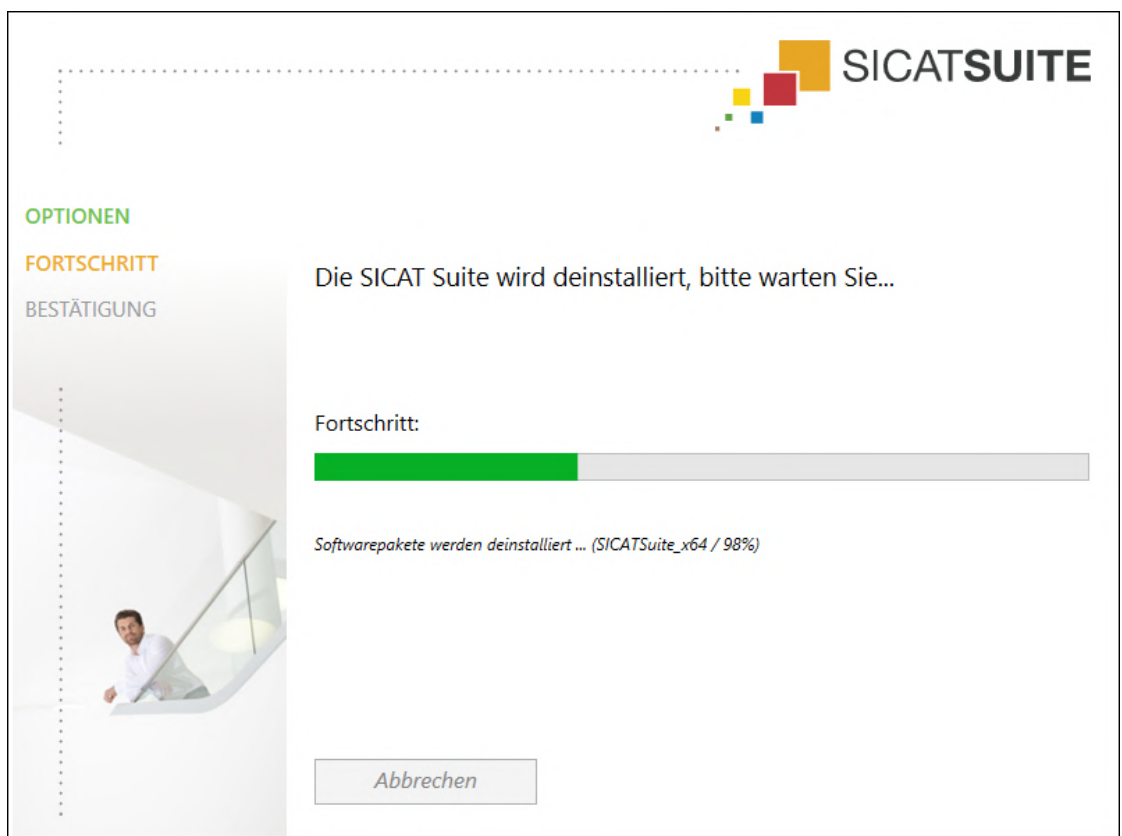 SICATSUITE
OPTIONEN
FORTSCHRITT
BESTÄTIGUNG
Die SICAT Suite wird deinstalliert, bitte warten Sie...
Fortschritt:
Softwarepakete werden deinstalliert ... (SICATSuite_x64 / 98%)
Abbrechen